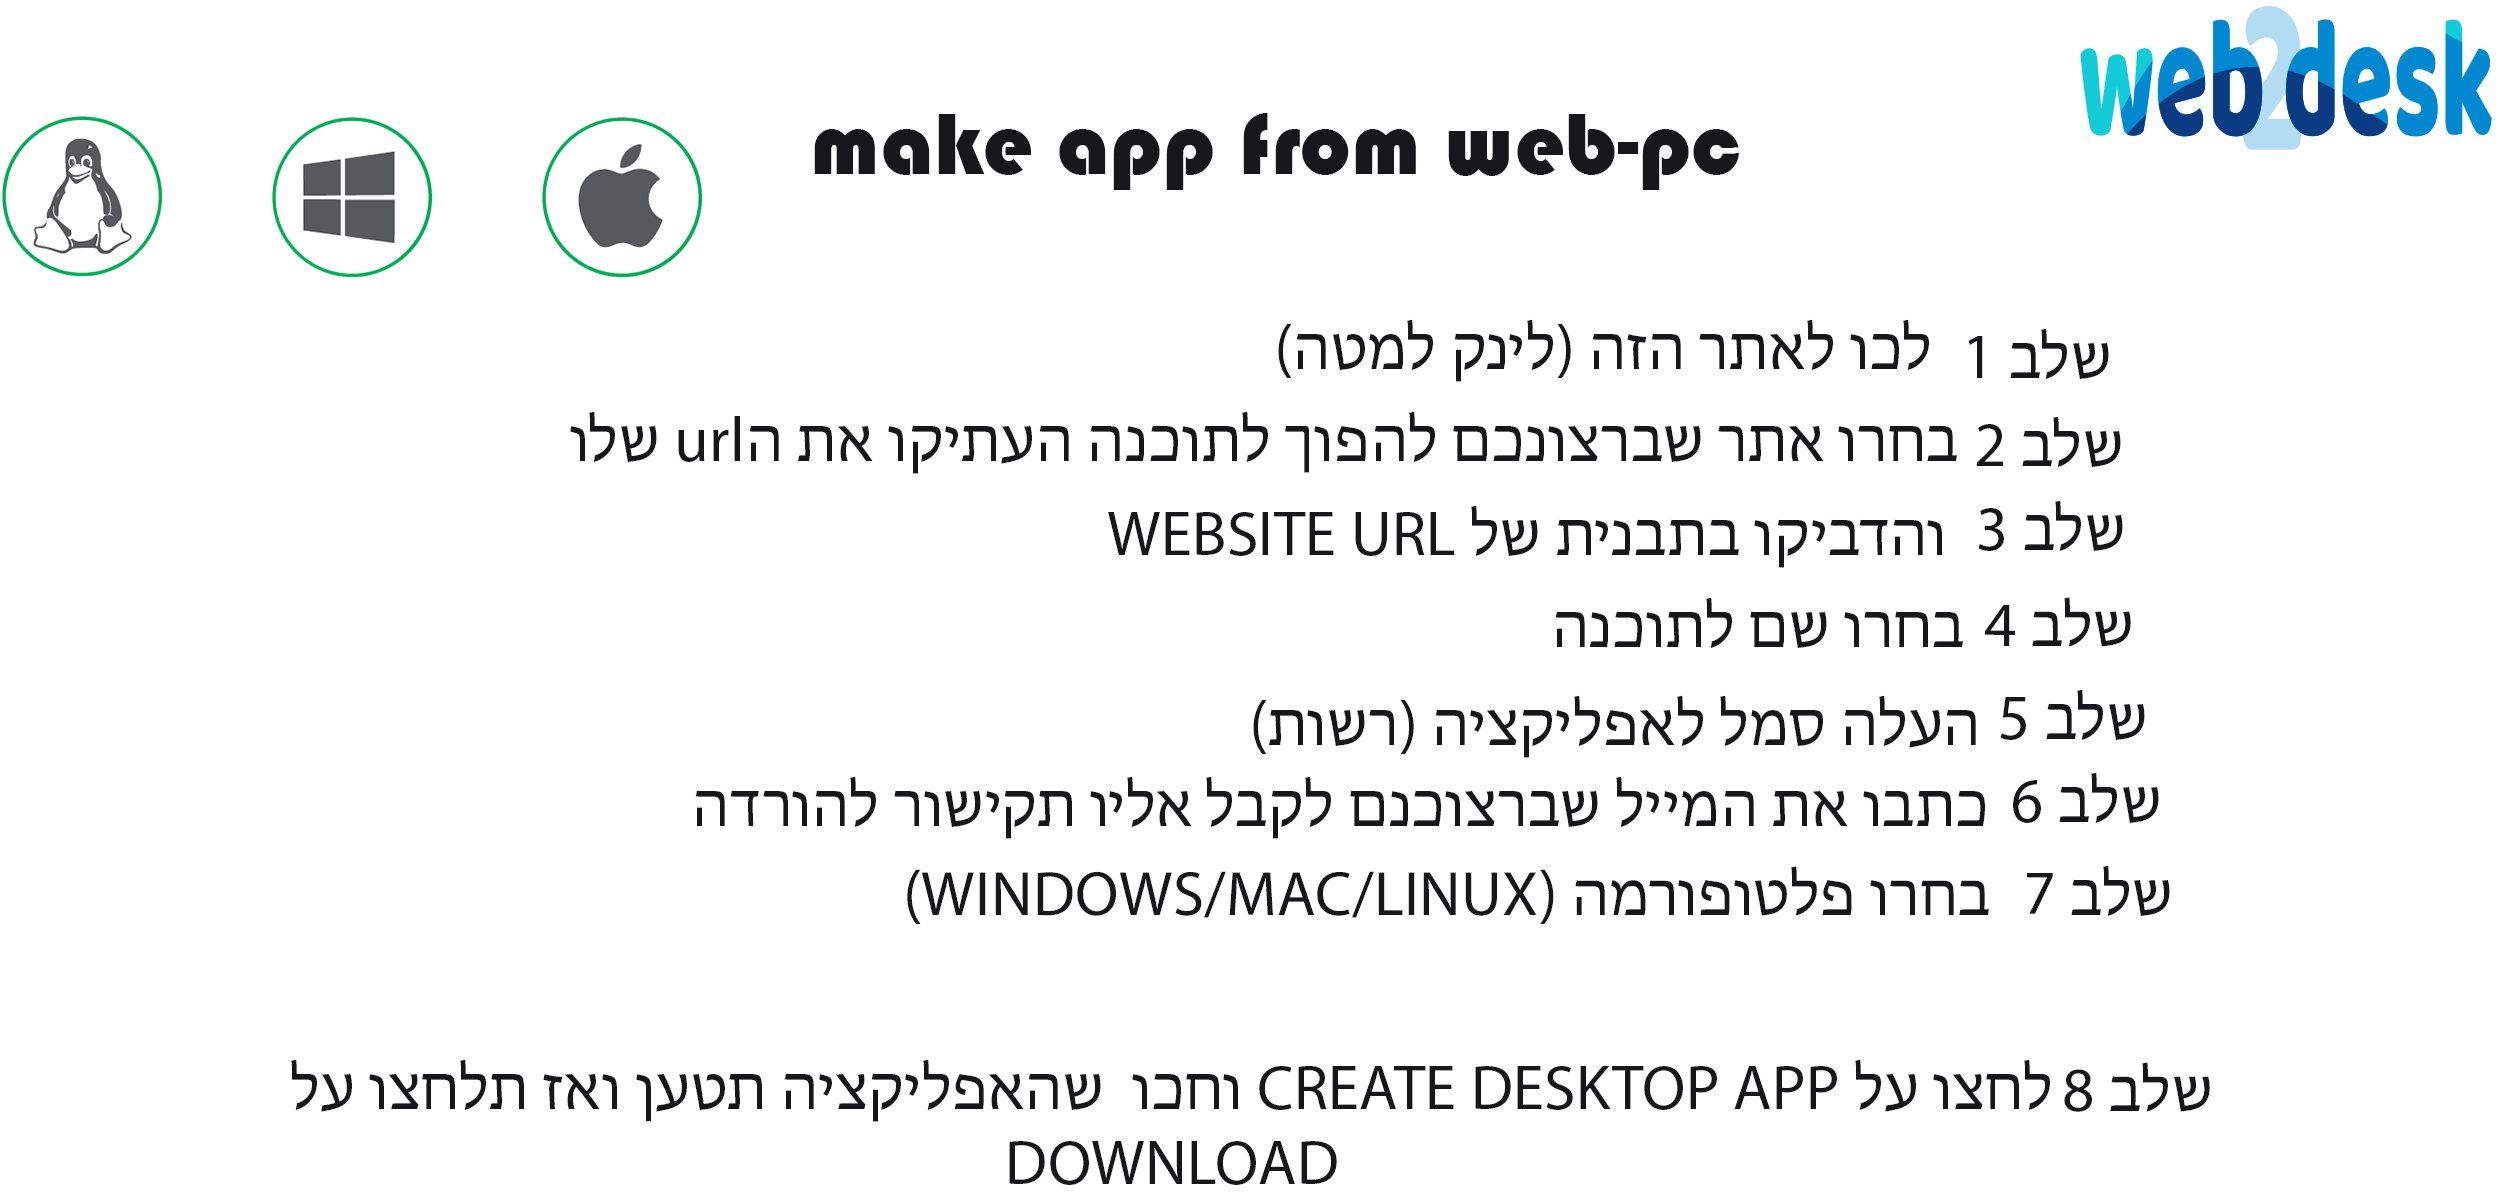 web2desk
make app from web-pc
שלב 1 לכו לאתר הזה (לינק למטה)
שלב 2 בחרו אתר שברצונכם להפוך לתוכנה העתיקו את הurl שלו
שלב 3 והדביקו בתבנית של WEBSITE URL
שלב 4 בחרו שם לתוכנה
שלב 5 העלה סמל לאפליקציה (רשות)
שלב 6 כתבו את המייל שברצוכנם לקבל אליו תקישור להורדה
שלב 7 בחרו פלטופורמה (WINDOWS/MAC/LINUX)
שלב 8 לחצו על CREATE DESKTOP APP וחכו שהאפליקציה תטען ואז תלחצו על
DOWNLOAD